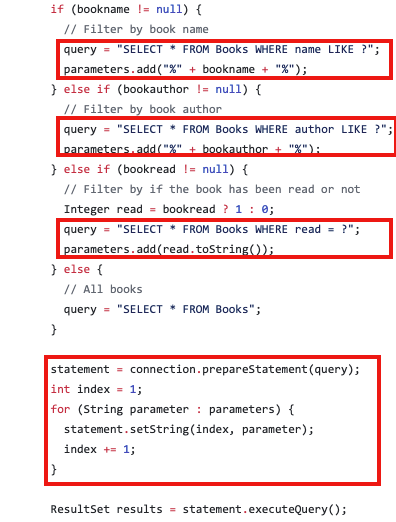 if (bookname != null) {
// Filter by book name
query = "SELECT * FROM Books WHERE name LIKE ?";
parameters.add("%" + bookname + "%");
} else if (bookauthor != null) {
// Filter by book author
query = "SELECT * FROM Books WHERE author LIKE ?";
parameters.add("%" + bookauthor + "%");
} else if (bookread != null) {
// Filter by if the book has been read or not
Integer read = bookread ? 1 : 0;
query = "SELECT * FROM Books WHERE read = ?";
parameters.add(read.toString());
} else {
// All books
query = "SELECT * FROM Books";
}
statement = connection.prepareStatement(query);
int index = 1;
for (String parameter : parameters) {
statement.setString(index, parameter);
index += 1;
}
ResultSet results = statement.executeQuery();